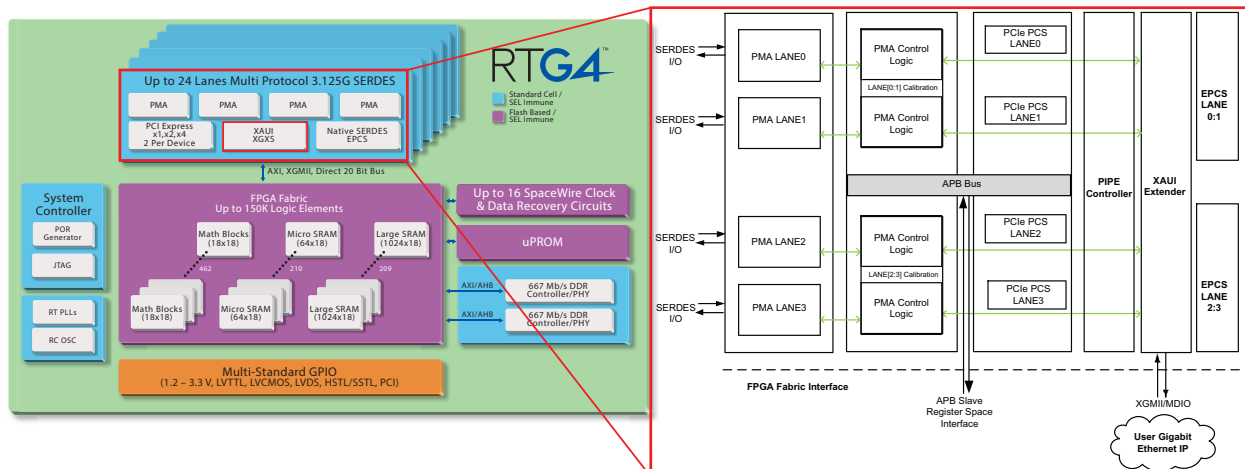 RTG4™
Standard Cell /
SEL Immune
Flash Based /
SEL Immune
Up to 24 Lanes Multi Protocol 3.125G SERDES
PMA
PMA
PMA
PMA
PCI Express
x1,x2,x4
2 Per Device
XAUI
XGXS
Native SERDES
EPCS
AXI, XGMII, Direct 20 Bit Bus
System
Controller
POR
Generator
JTAG
RT PLLs
RC OSC
FPGA Fabric
Up to 150K Logic Elements
Math Blocks
(18x18)
Micro SRAM
(64x18)
Large SRAM
(1024x18)
462
210
209
Math Blocks
(18x18)
Micro SRAM
(64x18)
Large SRAM
(1024x18)
Up to 16 SpaceWire Clock
& Data Recovery Circuits
uPROM
AXI/AHB
667 Mb/s DDR
Controller/PHY
AXI/AHB
667 Mb/s DDR
Controller/PHY
Multi-Standard GPIO
(1.2 – 3.3 V, LVTTL, LVCMOS, LVDS, HSTL/SSTL, PCI)
SERDES
I/O
PMA LANE0
PMA Control
Logic
PCIe PCS
LANE0
LANE[0:1] Calibration
SERDES
I/O
PMA LANE1
PMA Control
Logic
PCIe PCS
LANE1
EPCS
LANE
0:1
APB Bus
PIPE
Controller
XAUI
Extender
SERDES
I/O
PMA LANE2
PMA Control
Logic
PCIe PCS
LANE2
LANE[2:3] Calibration
SERDES
I/O
PMA LANE3
PMA Control
Logic
PCIe PCS
LANE3
EPCS
LANE
2:3
FPGA Fabric Interface
APB Slave
Register Space
Interface
XGMII/MDIO
User Gigabit
Ethernet IP